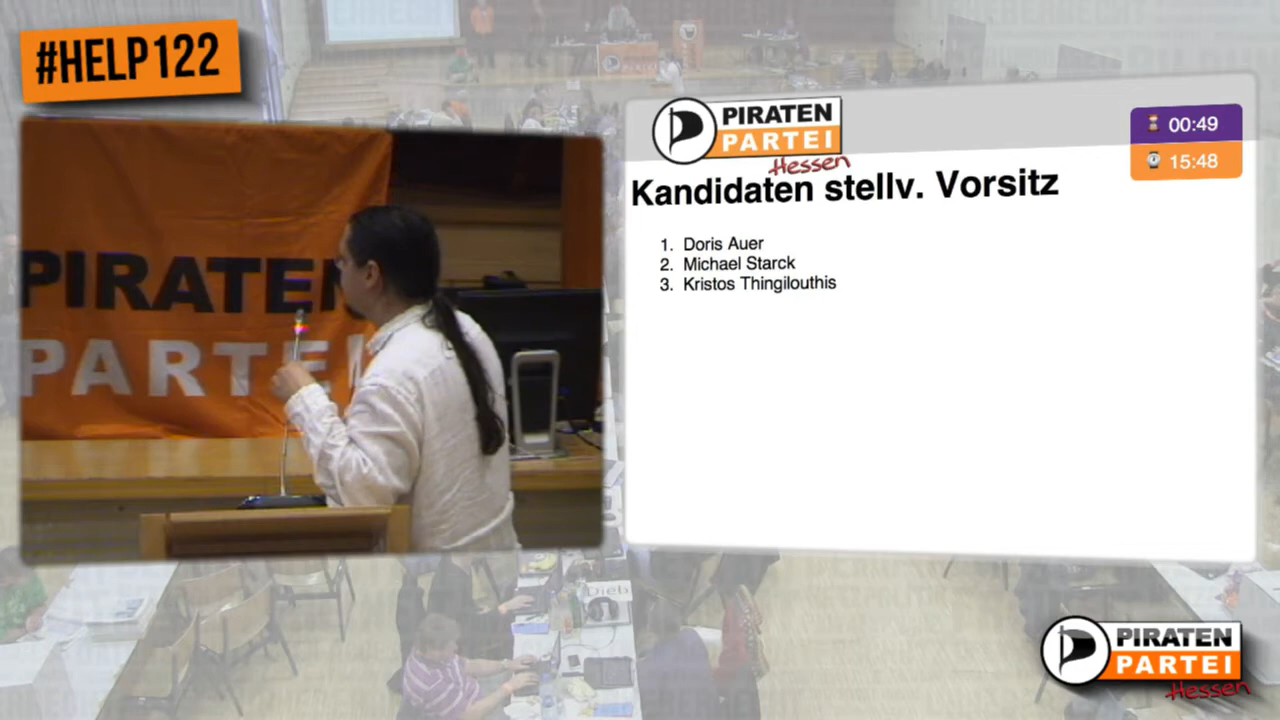 #HELP122
PIRATEN
PARTEI
PIRATEN
PARTEI
Hessen
00:49
15:48
Kandidaten stellv. Vorsitz
1. Doris Auer
2. Michael Starck
3. Kristos Thingilouthis
Dieb
PIRATEN
PARTEI
Hessen